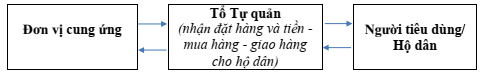 Đơn vị cung ứng
Tổ Tự quản
(nhận đặt hàng và tiền -
mua hàng - giao hàng
cho hộ dân)
Người tiêu dùng/
Hộ dân